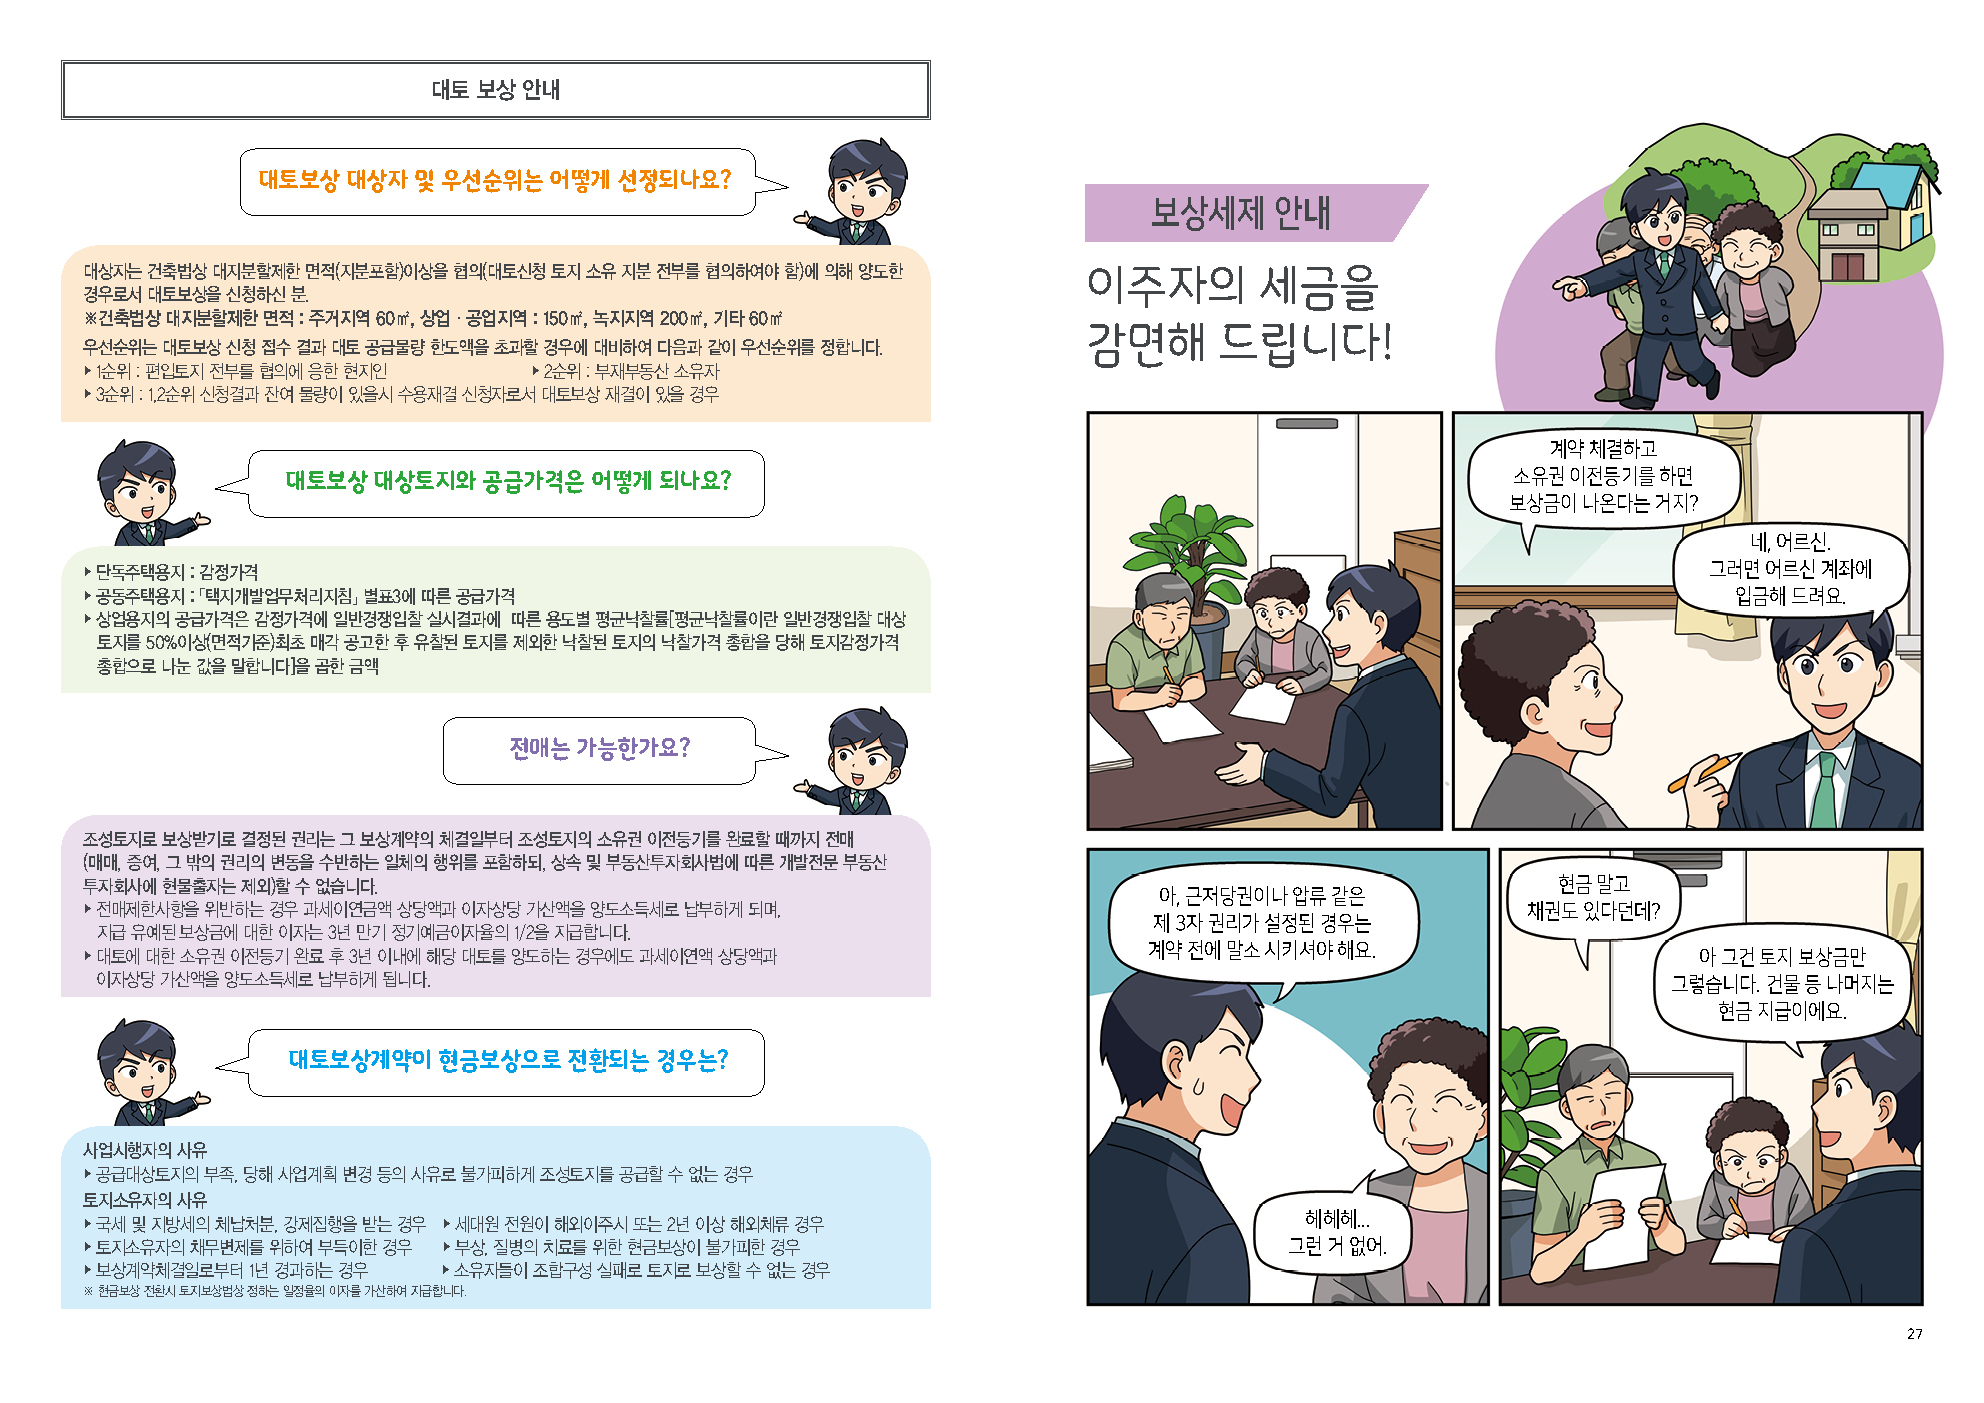 대토 보상 안내
대토보상 대상자 및 우선순위는 어떻게 선정되나요?
대상자는 건축법상 대지분할제한 면적(지분포함)이상을 협의(대토신청 토지 소유 지분 전부를 협의하여야 함)에 의해 양도한
경우로서 대토보상을 신청하신 분.
※건축법상 대지분할제한 면적 : 주거지역 60㎡, 상업 · 공업지역 : 150㎡, 녹지지역 200㎡, 기타 60㎡
우선순위는 대토보상 신청 접수 결과 대토 공급물량 한도액을 초과할 경우에 대비하여 다음과 같이 우선순위를 정합니다.
▸1순위 : 편입토지 전부를 협의에 응한 현지인 ▸2순위 : 부재부동산 소유자
▸3순위 : 1,2순위 신청결과 잔여 물량이 있을시 수용재결 신청자로서 대토보상 재결이 있을 경우
대토보상 대상토지와 공급가격은 어떻게 되나요?
▸단독주택용지 : 감정가격
▸공동주택용지 : 「택지개발업무처리지침」 별표3에 따른 공급가격
▸상업용지의 공급가격은 감정가격에 일반경쟁입찰 실시결과에 따른 용도별 평균낙찰률[평균낙찰률이란 일반경쟁입찰 대상
토지를 50%이상(면적기준)최초 매각 공고한 후 유찰된 토지를 제외한 낙찰된 토지의 낙찰가격 총합을 당해 토지감정가격
총합으로 나눈 값을 말합니다]을 곱한 금액
전매는 가능한가요?
조성토지로 보상받기로 결정된 권리는 그 보상계약의 체결일부터 조성토지의 소유권 이전등기를 완료할 때까지 전매
(매매, 증여, 그 밖의 권리의 변동을 수반하는 일체의 행위를 포함하되, 상속 및 부동산투자회사법에 따른 개발전문 부동산
투자회사에 현물출자는 제외)할 수 없습니다.
▸전매제한사항을 위반하는 경우 과세이연금액 상당액과 이자상당 가산액을 양도소득세로 납부하게 되며,
지급 유예된 보상금에 대한 이자는 3년 만기 정기예금이자율의 1/2을 지급합니다.
▸대토에 대한 소유권 이전등기 완료 후 3년 이내에 해당 대토를 양도하는 경우에도 과세이연액 상당액과
이자상당 가산액을 양도소득세로 납부하게 됩니다.
대토보상계약이 현금보상으로 전환되는 경우는?
사업시행자의 사유
▸공급대상토지의 부족, 당해 사업계획 변경 등의 사유로 불가피하게 조성토지를 공급할 수 없는 경우
토지소유자의 사유
▸국세 및 지방세의 체납처분, 강제집행을 받는 경우 ▸세대원 전원이 해외이주시 또는 2년 이상 해외체류 경우
▸토지소유자의 채무변제를 위하여 부득이한 경우 ▸부상, 질병의 치료를 위한 현금보상이 불가피한 경우
▸보상계약체결일로부터 1년 경과하는 경우 ▸소유자들이 조합구성 실패로 토지로 보상할 수 없는 경우
※ 현금보상 전환시 토지보상법상 정하는 일정율의 이자를 가산하여 지급합니다.
보상세제 안내
이주자의 세금을
감면해 드립니다!
계약 체결하고
소유권 이전등기를 하면
보상금이 나온다는 거지?
네, 어르신.
그러면 어르신 계좌에
입금해 드려요.
아, 근저당권이나 압류 같은
제 3자 권리가 설정된 경우는
계약 전에 말소 시키셔야 해요.
헤헤헤...
그런 거 없어.
현금 말고
채권도 있다던데?
아 그건 토지 보상금만
그렇습니다. 건물 등 나머지는
현금 지급이에요.
27